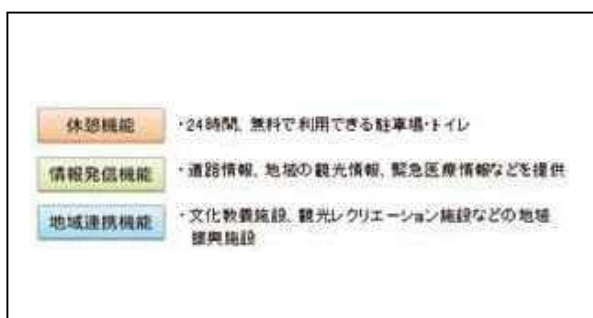 休憩機能 ・24時間、無料で利用できる駐車場・トイレ
情報発信機能 ・道路情報、地域の観光情報、緊急医療情報などを提供
地域連携機能 ・文化教養施設、観光レクリエーション施設などの地域
振興施設